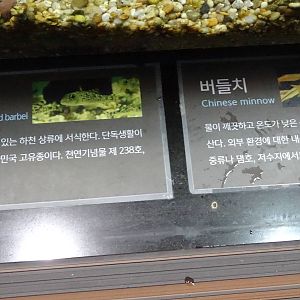 barbel
있는 하천 상류에 서식한다. 단독생활이
민국 고유종이다. 천연기념물 제 238호,
버들치
Chinese minnow
물이 깨끗하고 온도가 낮은
산다. 외부 환경에 대한 내
중류나 댐호, 저수지에서